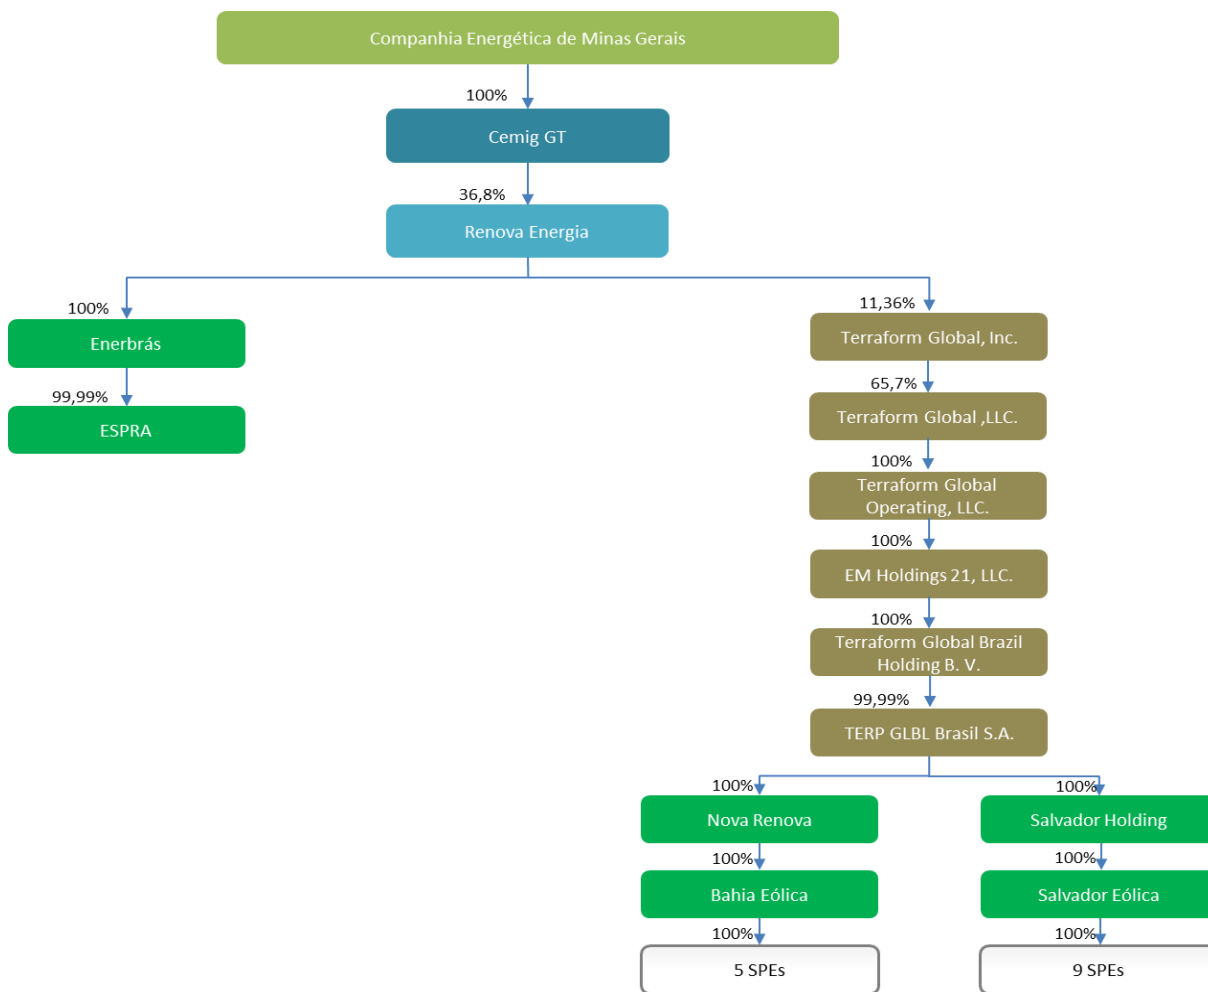 Companhia Energética de Minas Gerais
100%
Cemig GT
36,8%
Renova Energia
100%
11,36%
Enerbrás
Terraform Global, Inc.
99,99%
65,7%
ESPRA
Terraform Global ,LLC.
100%
Terraform Global
Operating, LLC.
100%
EM Holdings 21, LLC.
100%
Terraform Global Brazil
Holding B. V.
99,99%
TERP GLBL Brasil S.A.
100%
100%
Nova Renova
Salvador Holding
100%
100%
Bahia Eólica
Salvador Eólica
100%
100%
5 SPEs
9 SPEs